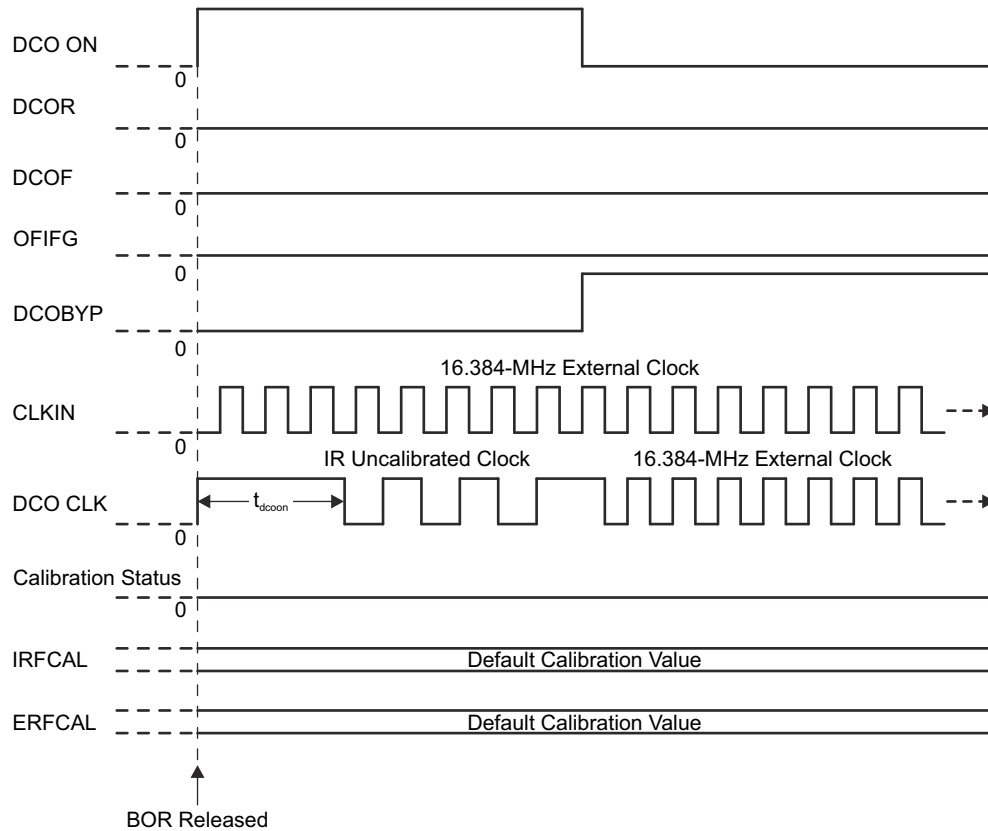 DCO ON
0
DCOR
0
DCOF
0
OFIFG
0
DCOBYP
0
16.384-MHz External Clock
CLKIN
0
IR Uncalibrated Clock 16.384-MHz External Clock
DCO CLK
t_dcoon
0
Calibration Status
0
IRFCAL
Default Calibration Value
ERFCAL
Default Calibration Value
BOR Released